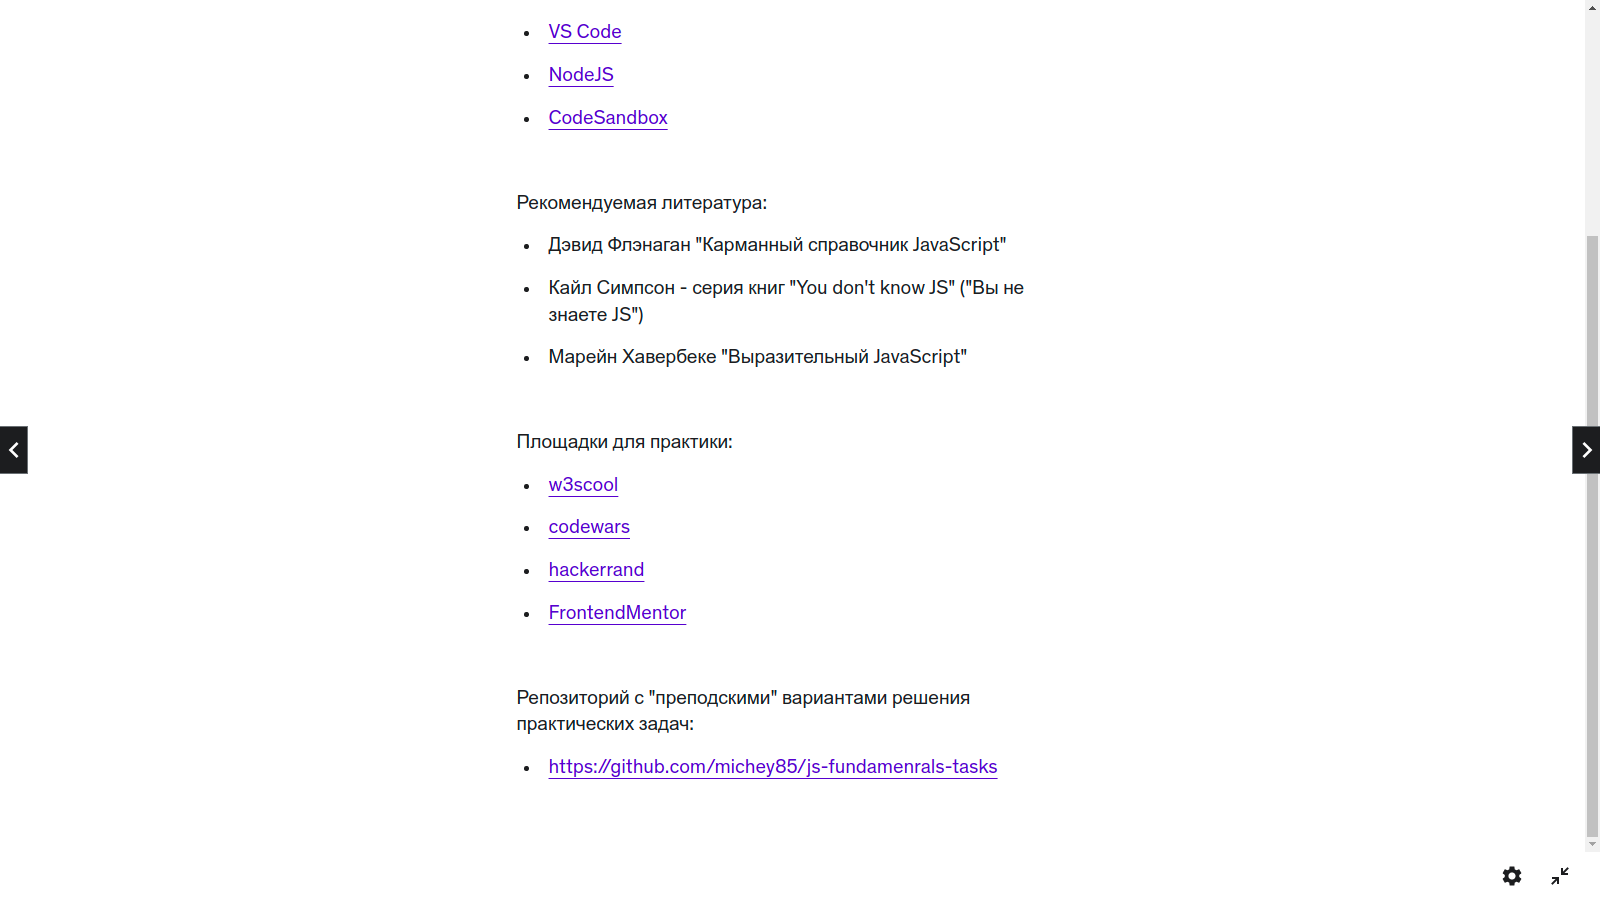 VS Code
NodeJS
CodeSandbox
Рекомендуемая литература:
Дэвид Флэнаган "Карманный справочник JavaScript"
Кайл Симпсон - серия книг "You don't know JS" ("Вы не
знаете JS")
Марейн Хавербеке "Выразительный JavaScript"
Площадки для практики:
w3scool
codewars
hackerrand
FrontendMentor
Репозиторий с "преподскими" вариантами решения
практических задач:
https://github.com/michey85/js-fundamenrals-tasks